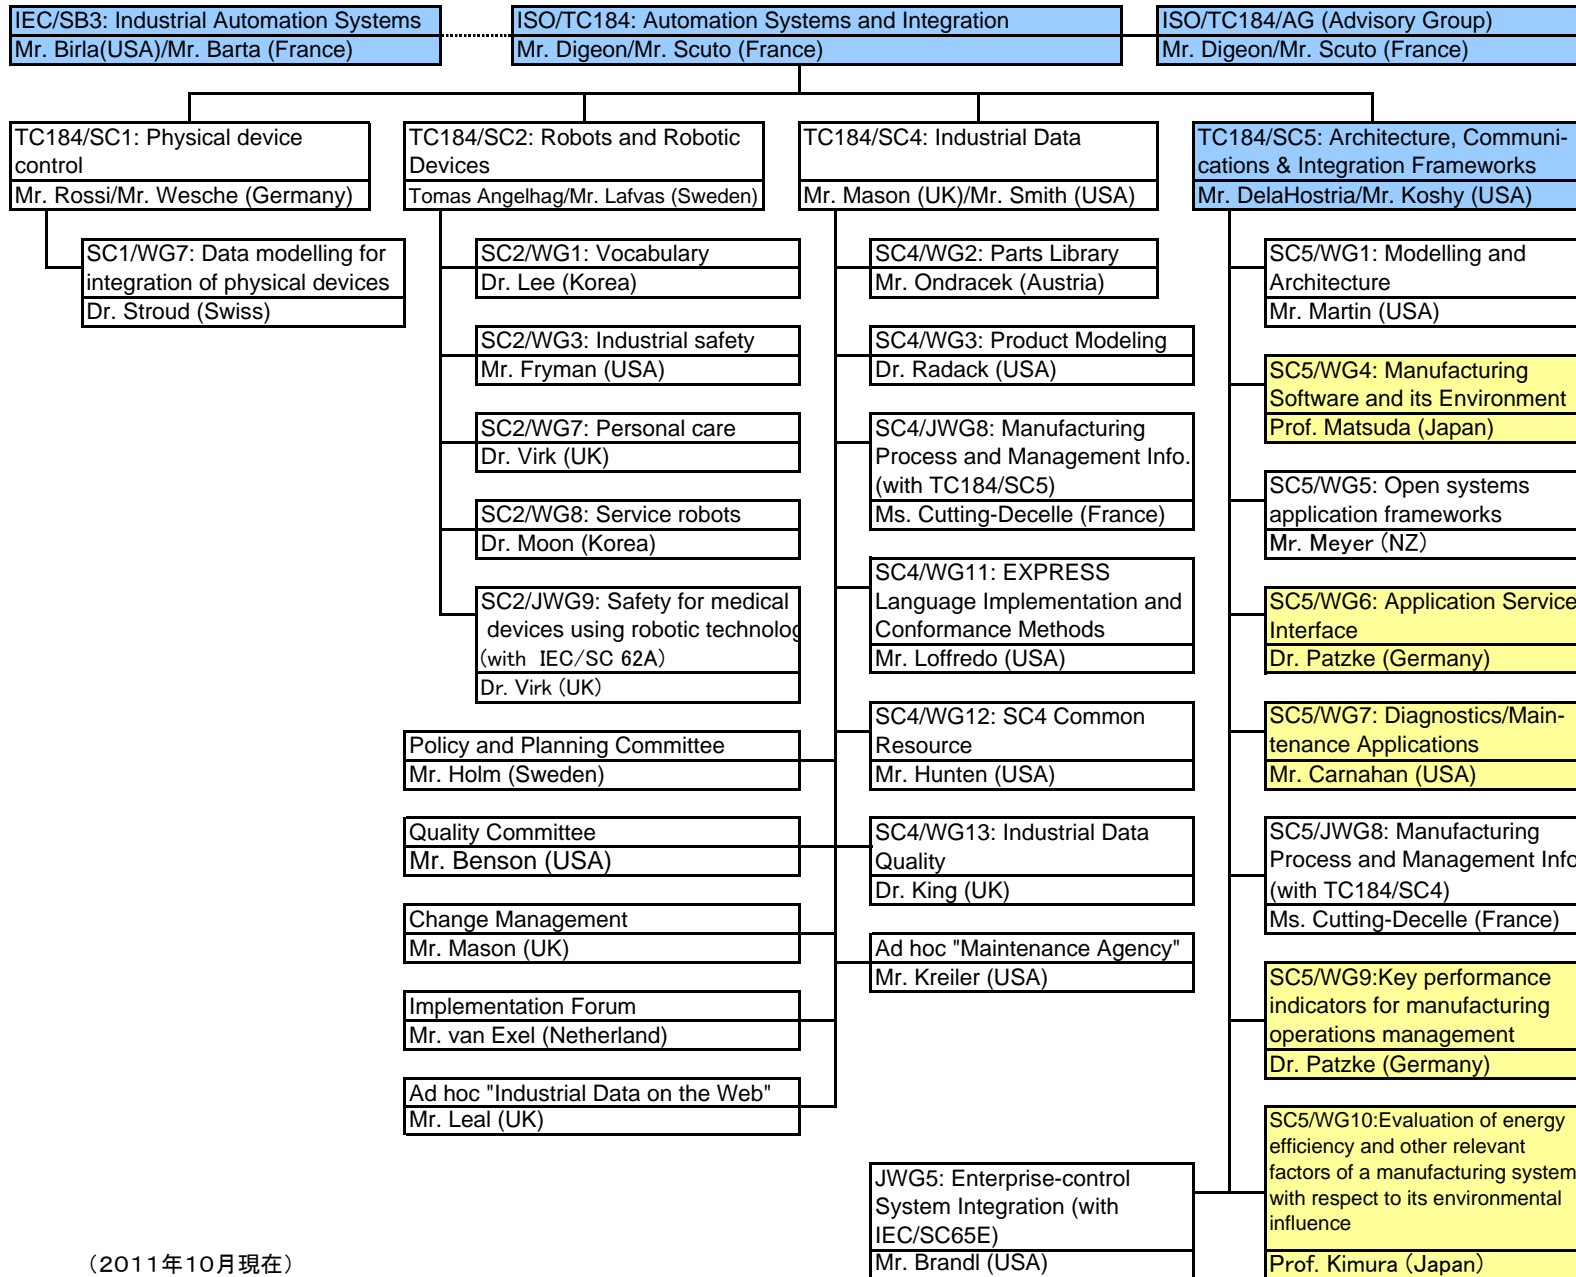 IEC/SB3: Industrial Automation Systems
Mr. Birla(USA)/Mr. Barta (France)
ISO/TC184: Automation Systems and Integration
Mr. Digeon/Mr. Scuto (France)
ISO/TC184/AG (Advisory Group)
Mr. Digeon/Mr. Scuto (France)
TC184/SC1: Physical device
control
Mr. Rossi/Mr. Wesche (Germany)
SC1/WG7: Data modelling for
integration of physical devices
Dr. Stroud (Swiss)
TC184/SC2: Robots and Robotic
Devices
Tomas Angelhag/Mr. Lafvas (Sweden)
SC2/WG1: Vocabulary
Dr. Lee (Korea)
SC2/WG3: Industrial safety
Mr. Fryman (USA)
SC2/WG7: Personal care
Dr. Virk (UK)
SC2/WG8: Service robots
Dr. Moon (Korea)
SC2/JWG9: Safety for medical
devices using robotic technolog
(with IEC/SC 62A)
Dr. Virk (UK)
TC184/SC4: Industrial Data
Mr. Mason (UK)/Mr. Smith (USA)
SC4/WG2: Parts Library
Mr. Ondracek (Austria)
SC4/WG3: Product Modeling
Dr. Radack (USA)
SC4/JWG8: Manufacturing
Process and Management Info.
(with TC184/SC5)
Ms. Cutting-Decelle (France)
SC4/WG11: EXPRESS
Language Implementation and
Conformance Methods
Mr. Loffredo (USA)
SC4/WG12: SC4 Common
Resource
Mr. Hunten (USA)
SC4/WG13: Industrial Data
Quality
Dr. King (UK)
Ad hoc "Maintenance Agency"
Mr. Kreiler (USA)
Policy and Planning Committee
Mr. Holm (Sweden)
Quality Committee
Mr. Benson (USA)
Change Management
Mr. Mason (UK)
Implementation Forum
Mr. van Exel (Netherland)
Ad hoc "Industrial Data on the Web"
Mr. Leal (UK)
TC184/SC5: Architecture, Communi-
cations & Integration Frameworks
Mr. DelaHostria/Mr. Koshy (USA)
SC5/WG1: Modelling and
Architecture
Mr. Martin (USA)
SC5/WG4: Manufacturing
Software and its Environment
Prof. Matsuda (Japan)
SC5/WG5: Open systems
application frameworks
Mr. Meyer (NZ)
SC5/WG6: Application Service
Interface
Dr. Patzke (Germany)
SC5/WG7: Diagnostics/Main-
tenance Applications
Mr. Carnahan (USA)
SC5/JWG8: Manufacturing
Process and Management Info
(with TC184/SC4)
Ms. Cutting-Decelle (France)
SC5/WG9:Key performance
indicators for manufacturing
operations management
Dr. Patzke (Germany)
SC5/WG10:Evaluation of energy
efficiency and other relevant
factors of a manufacturing system
with respect to its environmental
influence
Prof. Kimura (Japan)
JWG5: Enterprise-control
System Integration (with
IEC/SC65E)
Mr. Brandl (USA)
（2011年10月現在）